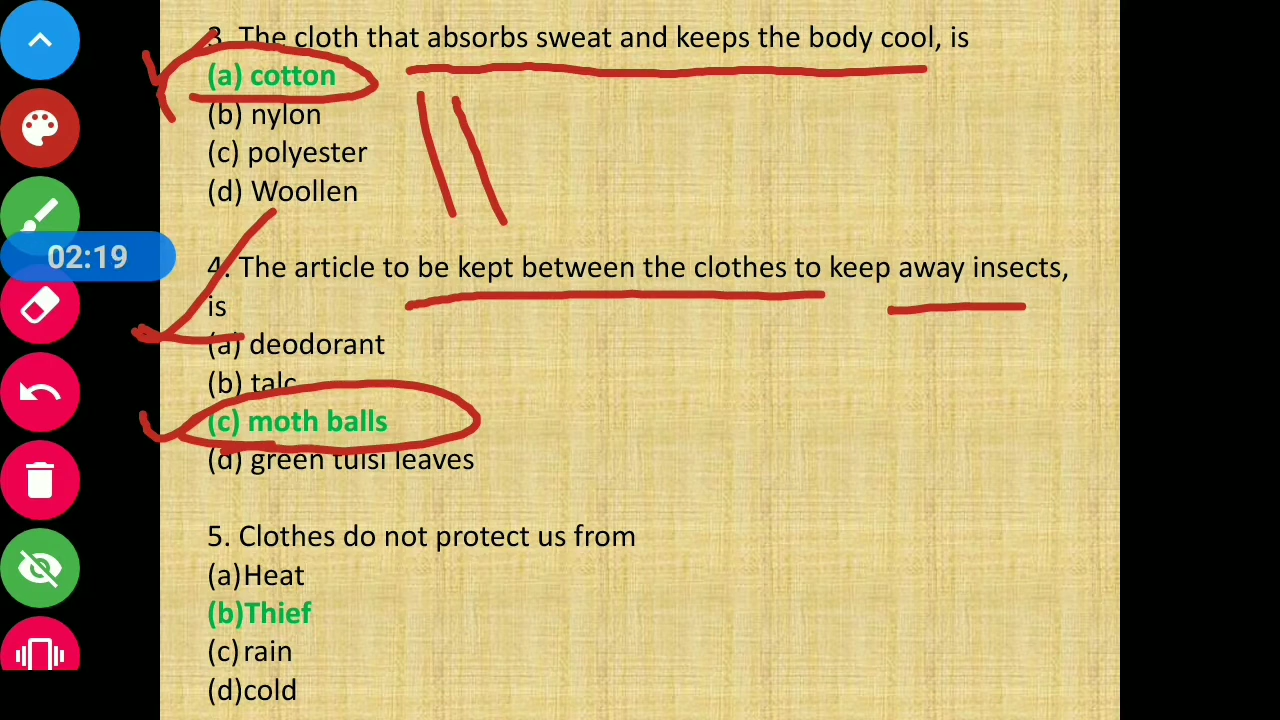 3. The cloth that absorbs sweat and keeps the body cool, is
(a) cotton
(b) nylon
(c) polyester
(d) Woollen
02:19
4. The article to be kept between the clothes to keep away insects,
is
(a) deodorant
(b) talc
(c) moth balls
(d) green tulsi leaves
5. Clothes do not protect us from
(a)Heat
(b)Thief
(c)rain
(d)cold